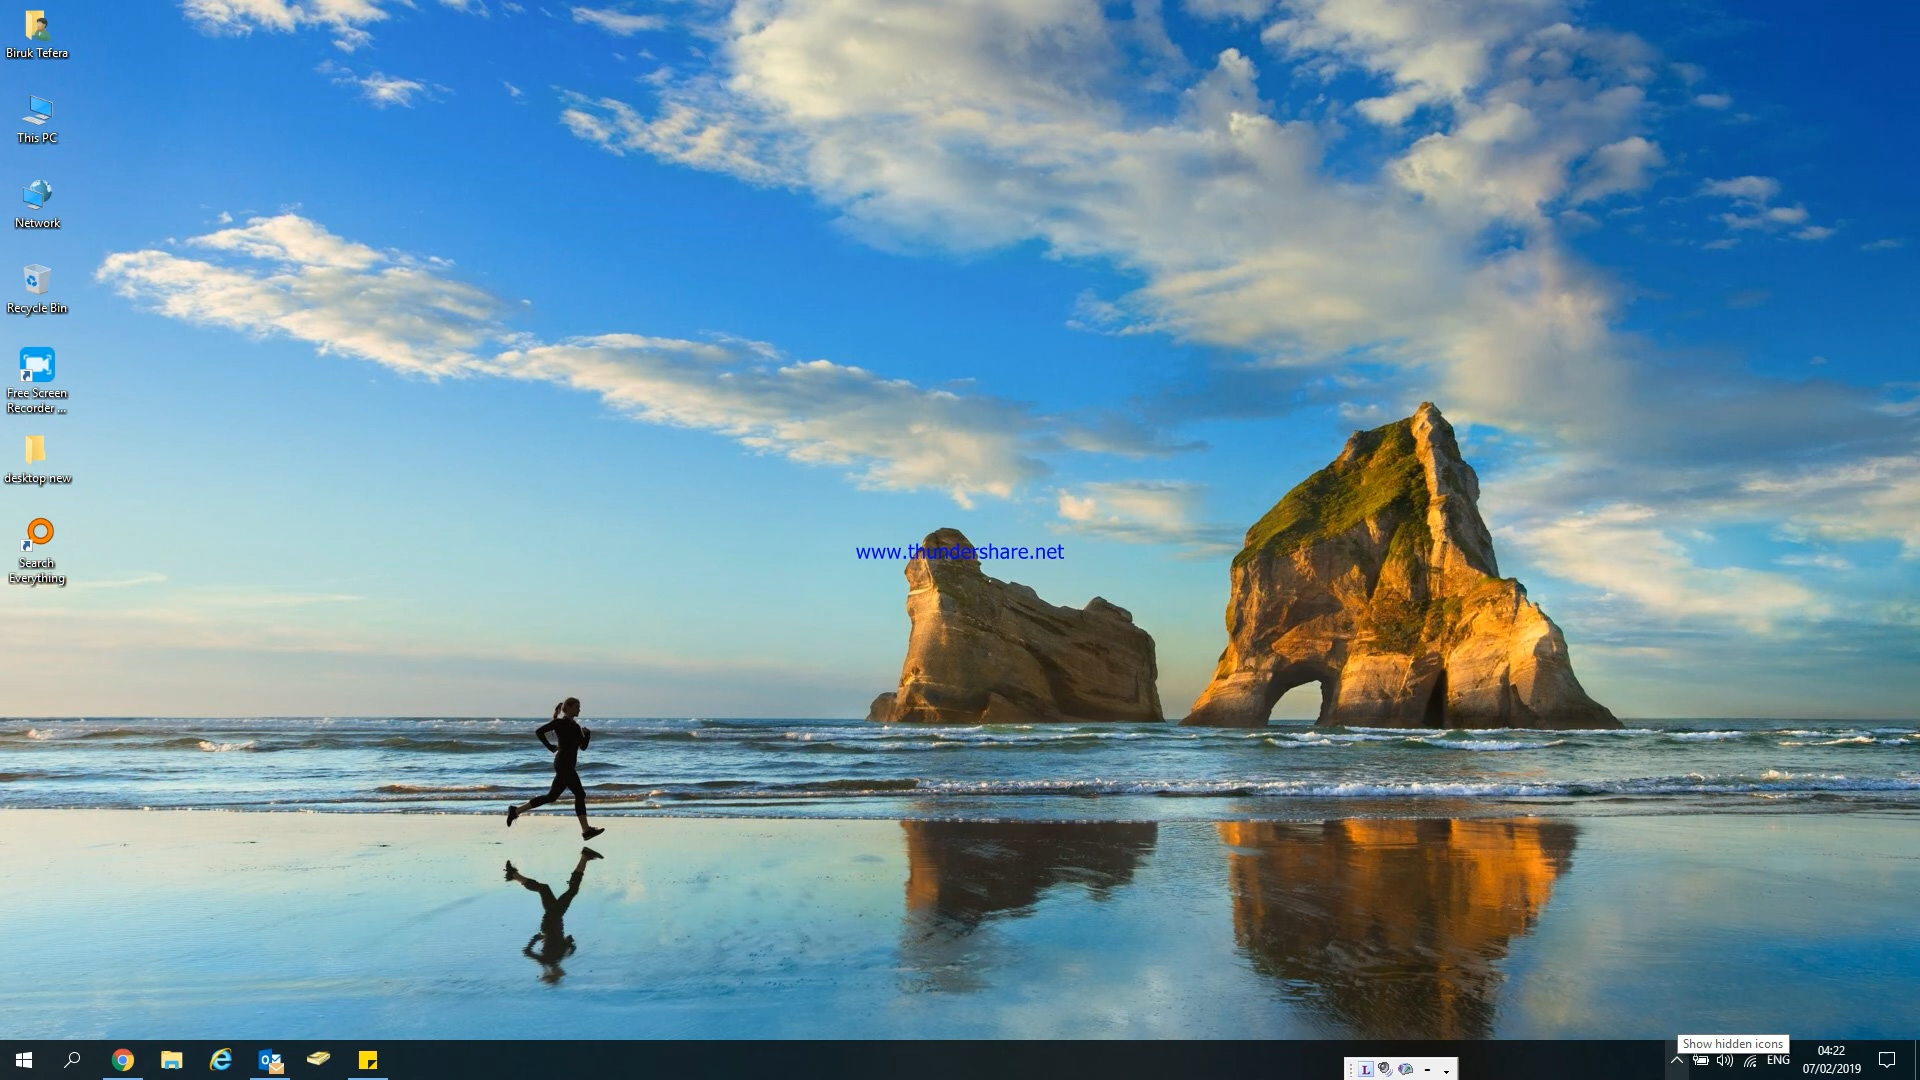 Biruk Tefera
This PC
Network
Recycle Bin
Free Screen
Recorder ...
desktop new
Search
Everything
www.thundershare.net
L
Show hidden icons
ENG
04:22
07/02/2019